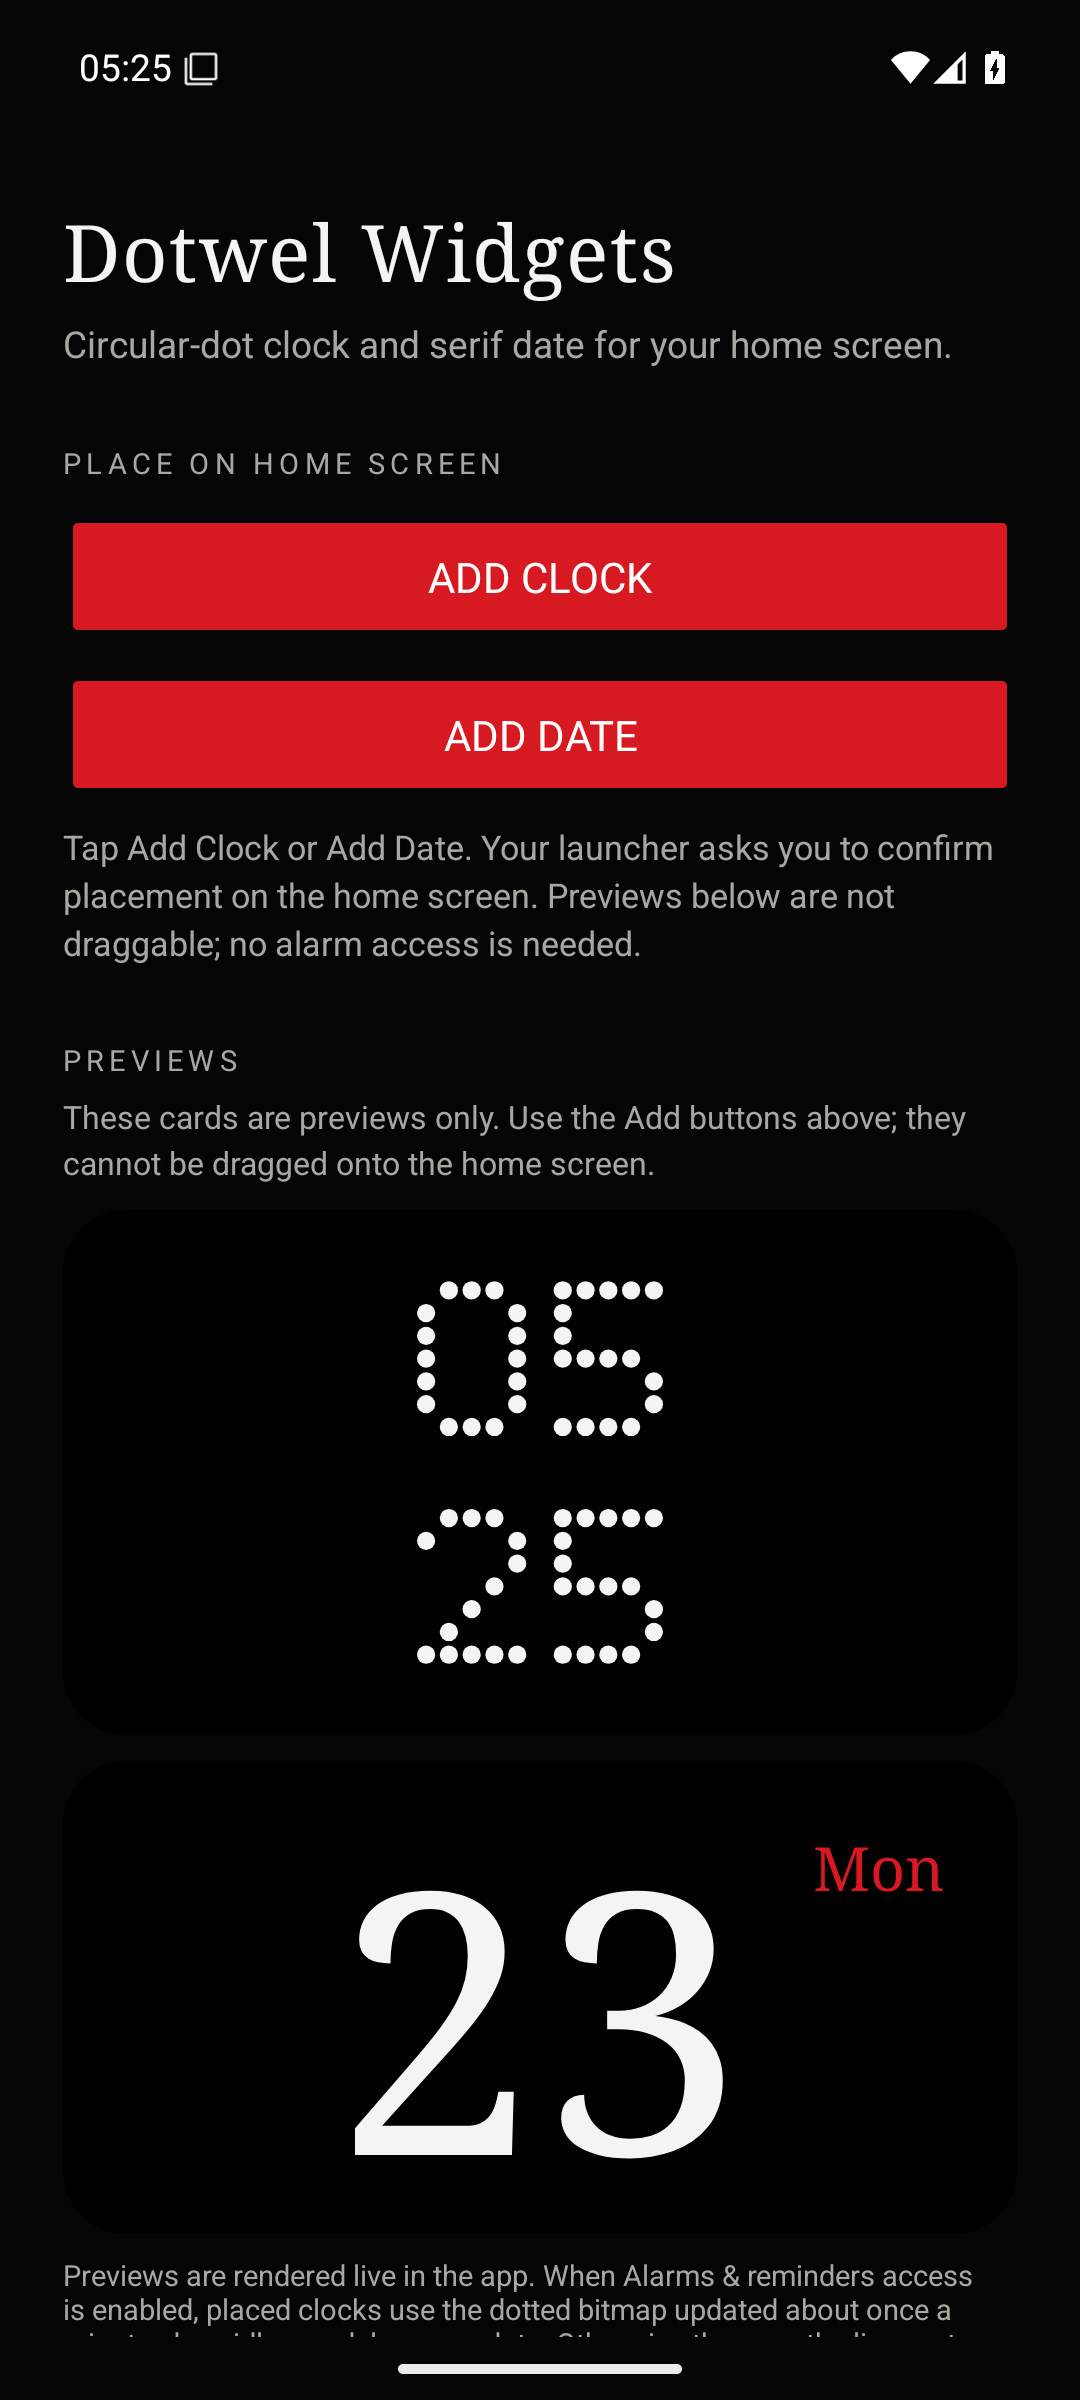 05:25
Dotwel Widgets
Circular-dot clock and serif date for your home screen.
PLACE ON HOME SCREEN
ADD CLOCK
ADD DATE
Tap Add Clock or Add Date. Your launcher asks you to confirm
placement on the home screen. Previews below are not
draggable; no alarm access is needed.
PREVIEWS
These cards are previews only. Use the Add buttons above; they
cannot be dragged onto the home screen.
05
25
Mon
23
Previews are rendered live in the app. When Alarms & reminders access
is enabled, placed clocks use the dotted bitmap updated about once a